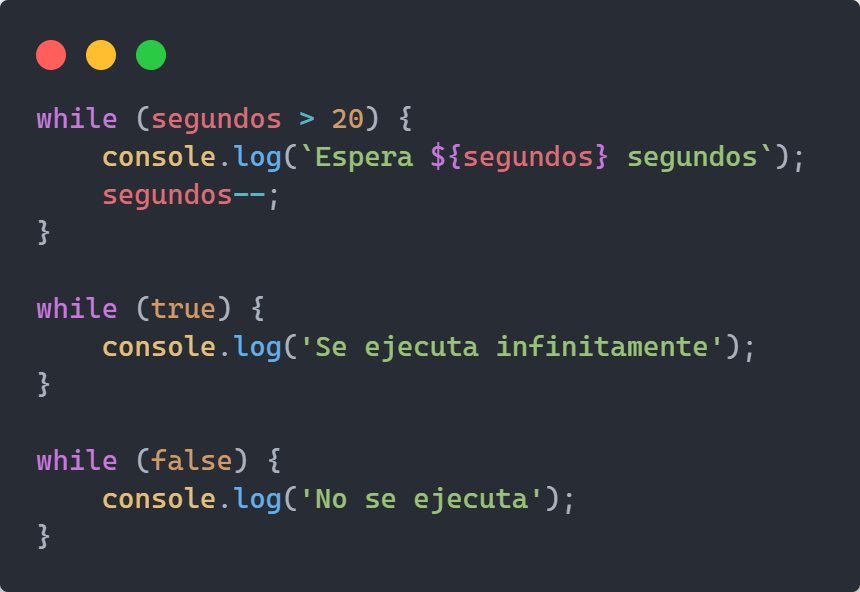 while (segundos > 20) {
    console.log(`Espera ${segundos} segundos`);
    segundos--;
}

while (true) {
    console.log('Se ejecuta infinitamente');
}

while (false) {
    console.log('No se ejecuta');
}